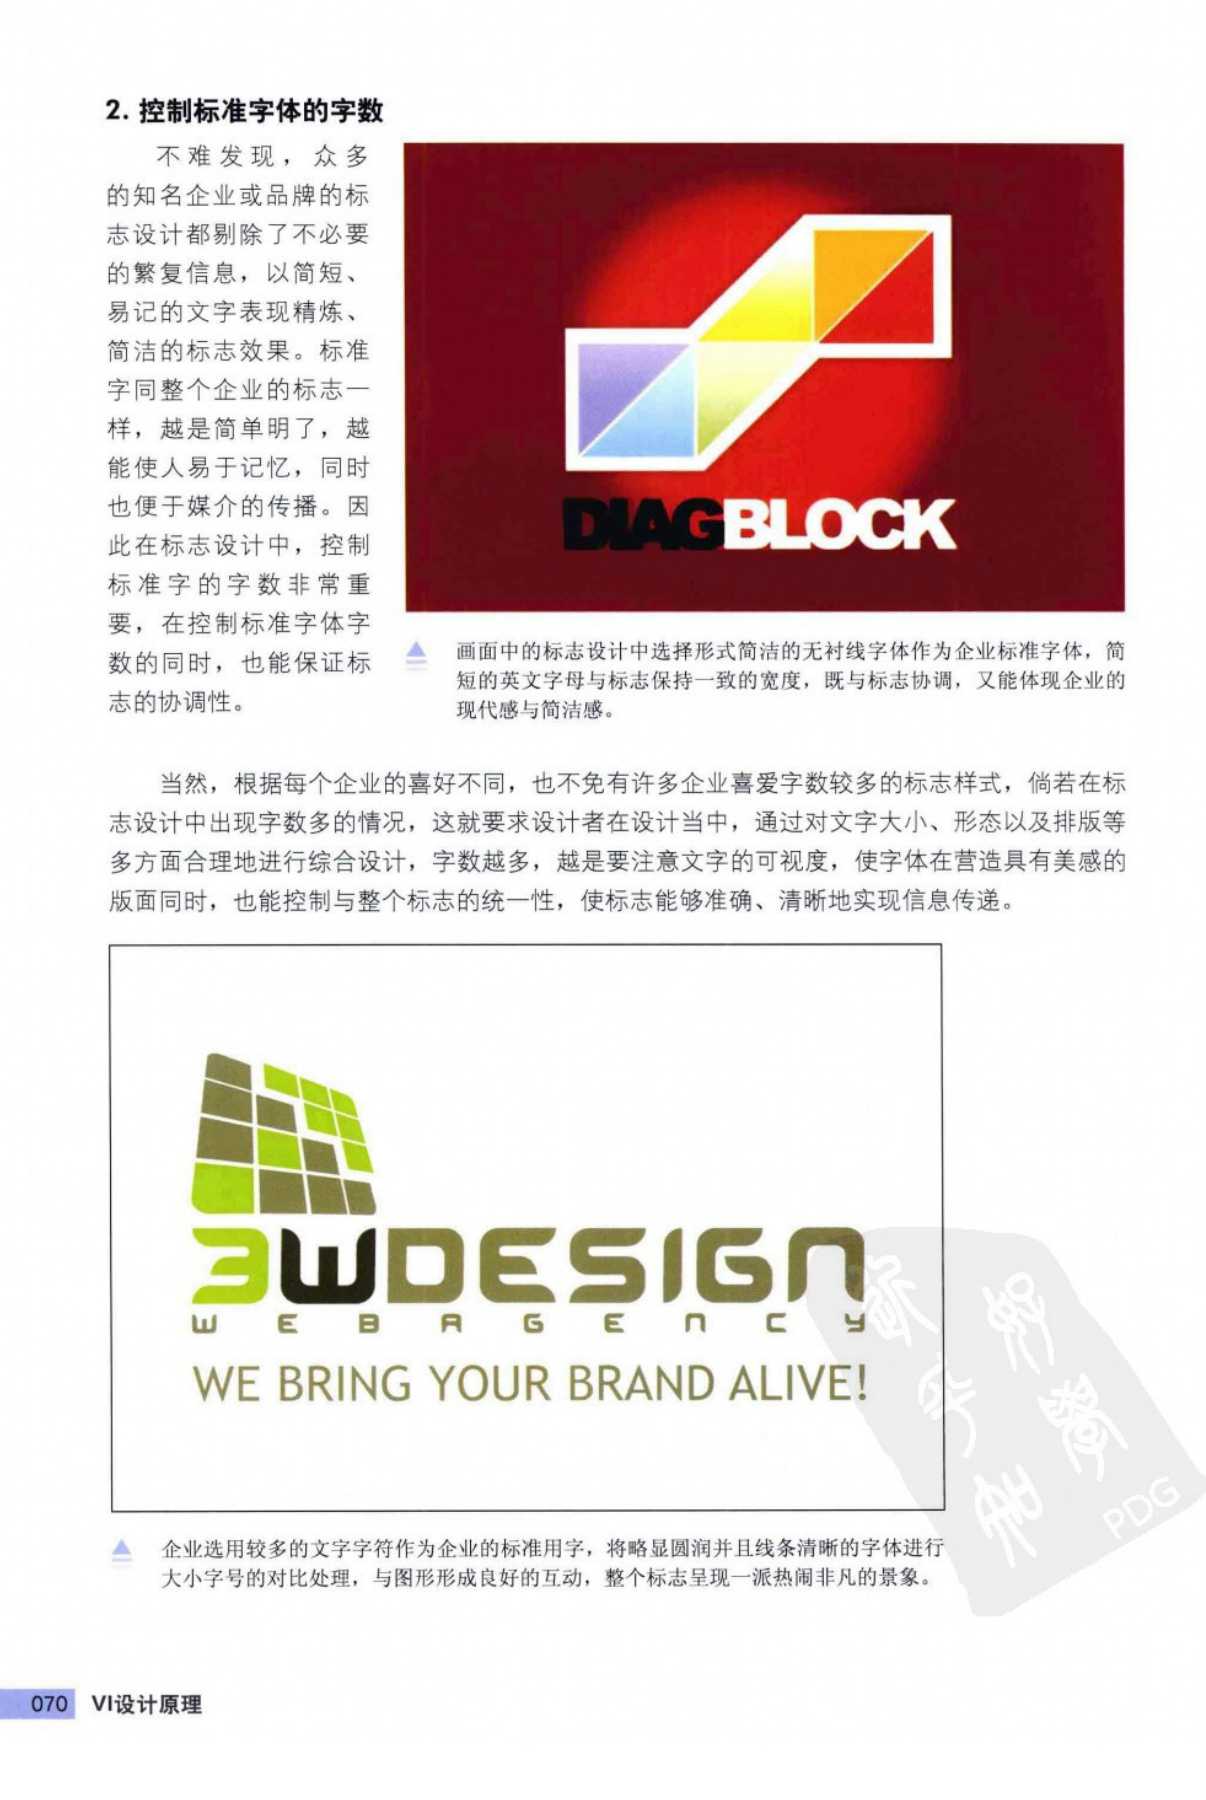 2. 控制标准字体的字数
不难发现，众多
的知名企业或品牌的标
志设计都剔除了不必要
的繁复信息，以简短、
易记的文字表现精炼、
简洁的标志效果。标准
字同整个企业的标志一
样，越是简单明了，越
能使人易于记忆，同时
也便于媒介的传播。因
此在标志设计中，控制
标准字的字数非常重
要，在控制标准字体字
数的同时，也能保证标
志的协调性。
DIAGBLOCK
画面中的标志设计中选择形式简洁的无衬线字体作为企业标准字体，简
短的英文字母与标志保持一致的宽度，既与标志协调，又能体现企业的
现代感与简洁感。
当然，根据每个企业的喜好不同，也不免有许多企业喜爱字数较多的标志样式，倘若在标
志设计中出现字数多的情况，这就要求设计者在设计当中，通过对文字大小、形态以及排版等
多方面合理地进行综合设计，字数越多，越是要注意文字的可视度，使字体在营造具有美感的
版面同时，也能控制与整个标志的统一性，使标志能够准确、清晰地实现信息传递。
3WDESIGN
WEBAGENCY
WE BRING YOUR BRAND ALIVE!
PDG
企业选用较多的文字字符作为企业的标准用字，将略显圆润并且线条清晰的字体进行
大小字号的对比处理，与图形形成良好的互动，整个标志呈现一派热闹非凡的景象。
070 VI设计原理